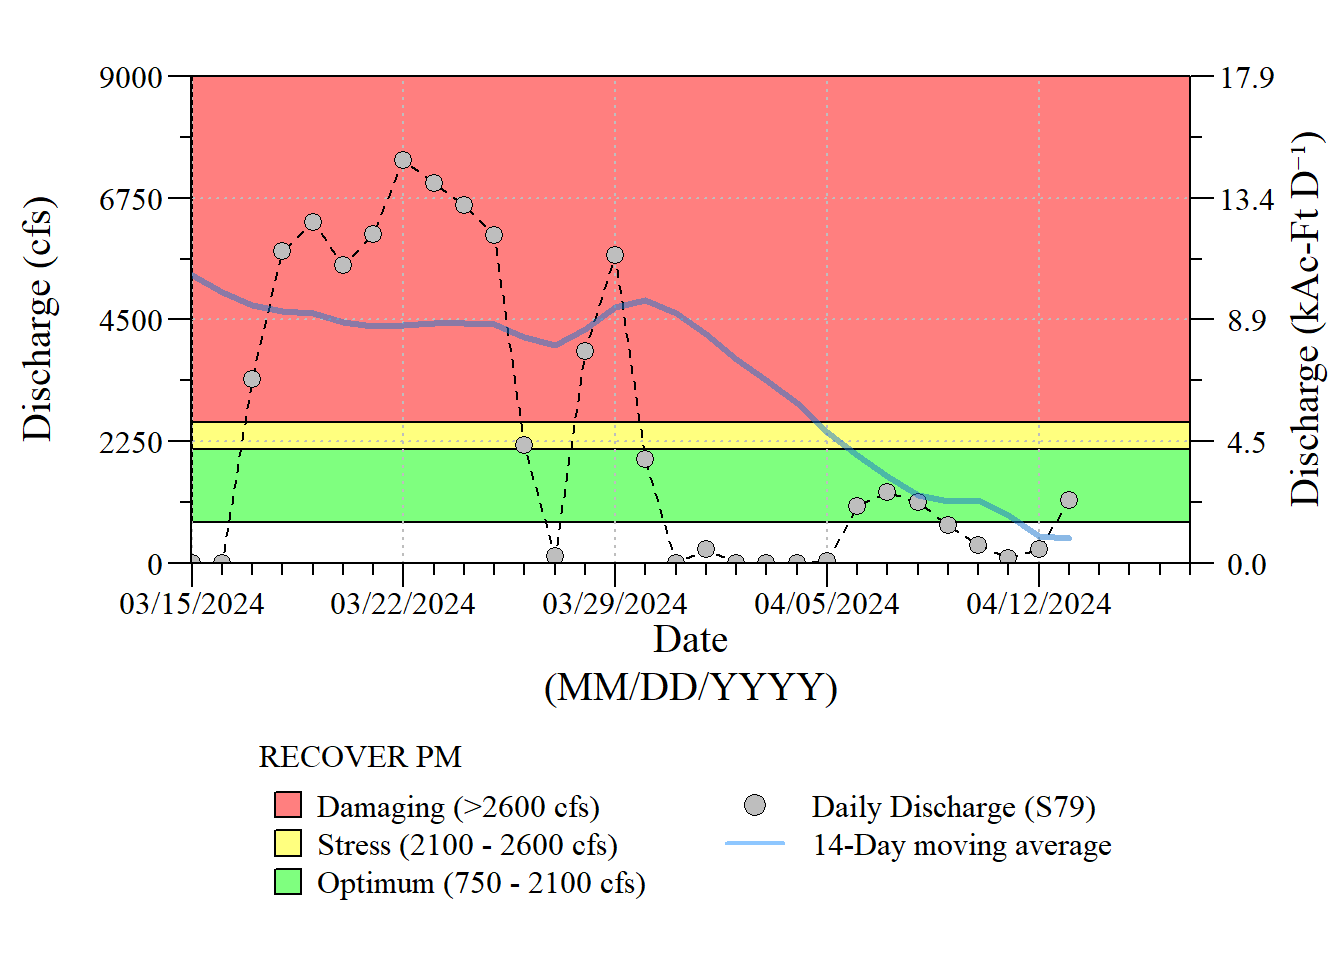 9000
6750
4500
2250
0
Discharge (cfs)
17.9
13.4
8.9
4.5
0.0
Discharge (kAc-Ft D⁻¹)
03/15/2024 03/22/2024 03/29/2024 04/05/2024 04/12/2024
Date
(MM/DD/YYYY)
RECOVER PM
Damaging (>2600 cfs)
Stress (2100 - 2600 cfs)
Optimum (750 - 2100 cfs)
Daily Discharge (S79)
14-Day moving average